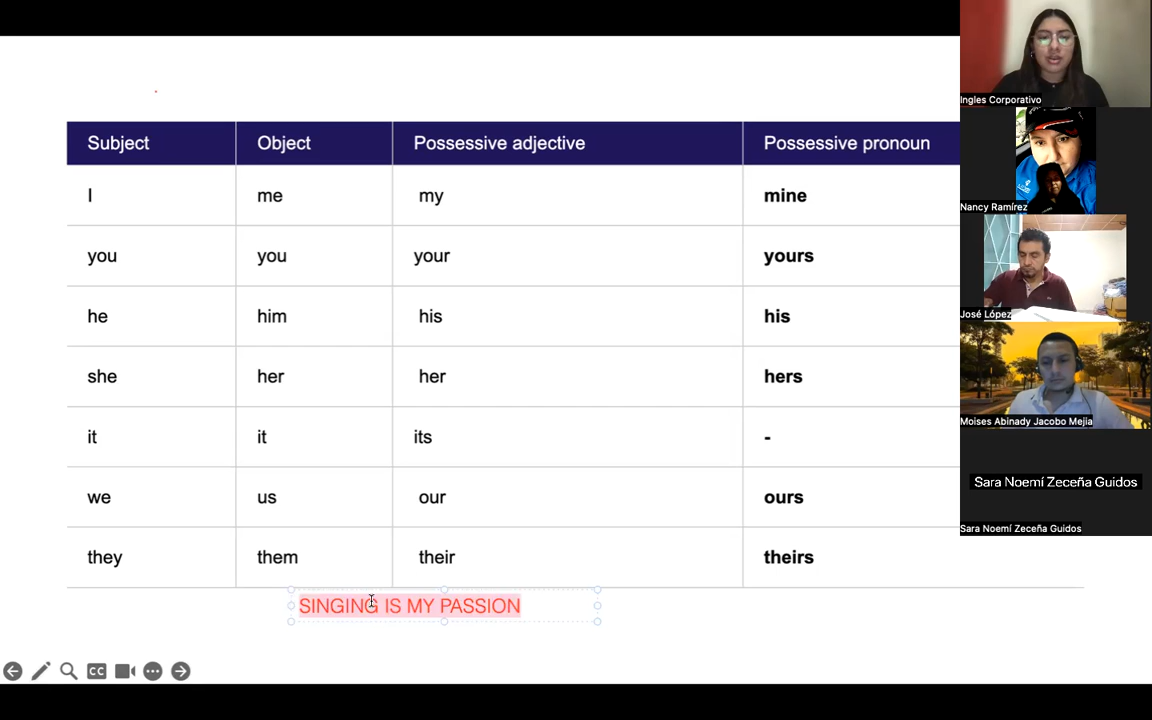 Subject Object Possessive adjective Possessive pronoun
I me my mine
you you your yours
he him his his
she her her hers
it it its -
we us our ours
they them their theirs
SINGING IS MY PASSION
CC
Ingles Corporativo
Nancy Ramírez
José López
Moises Abinady Jacobo Mejia
Sara Noemí Zeceña Guidos
Sara Noemí Zeceña Guidos